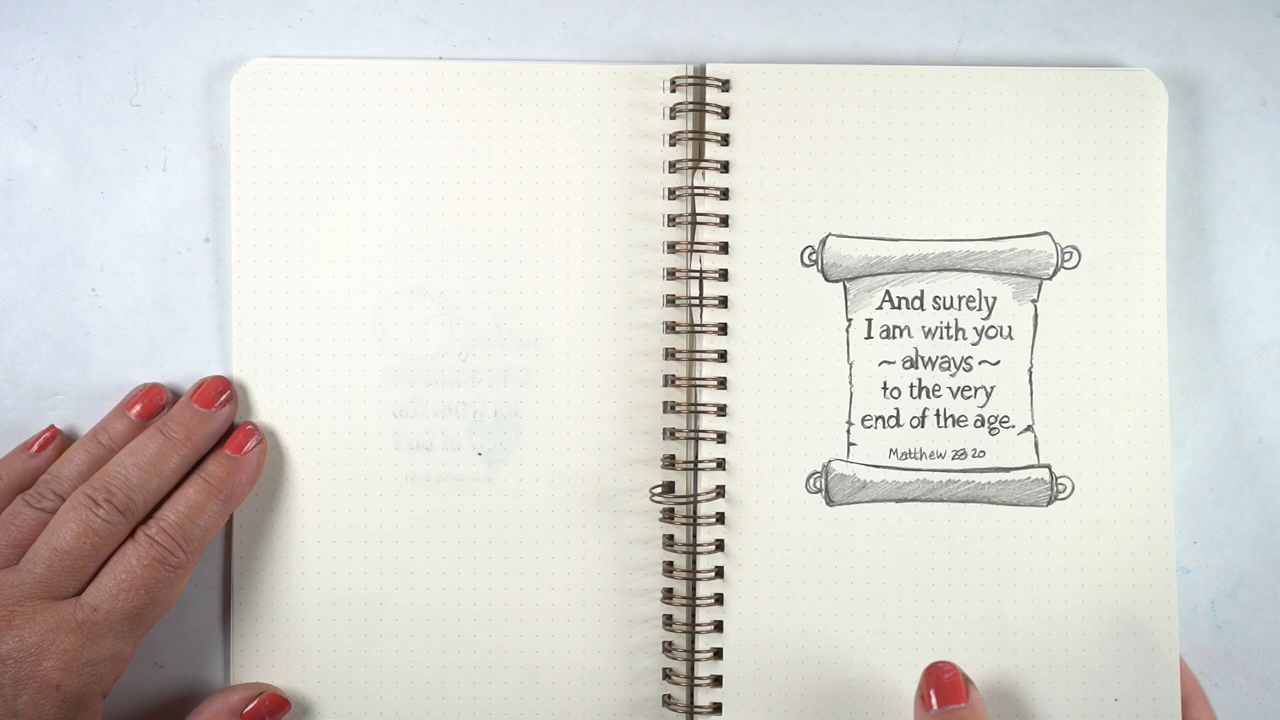 And surely
I am with you
~ always ~
to the very
end of the age.
Matthew 28 20